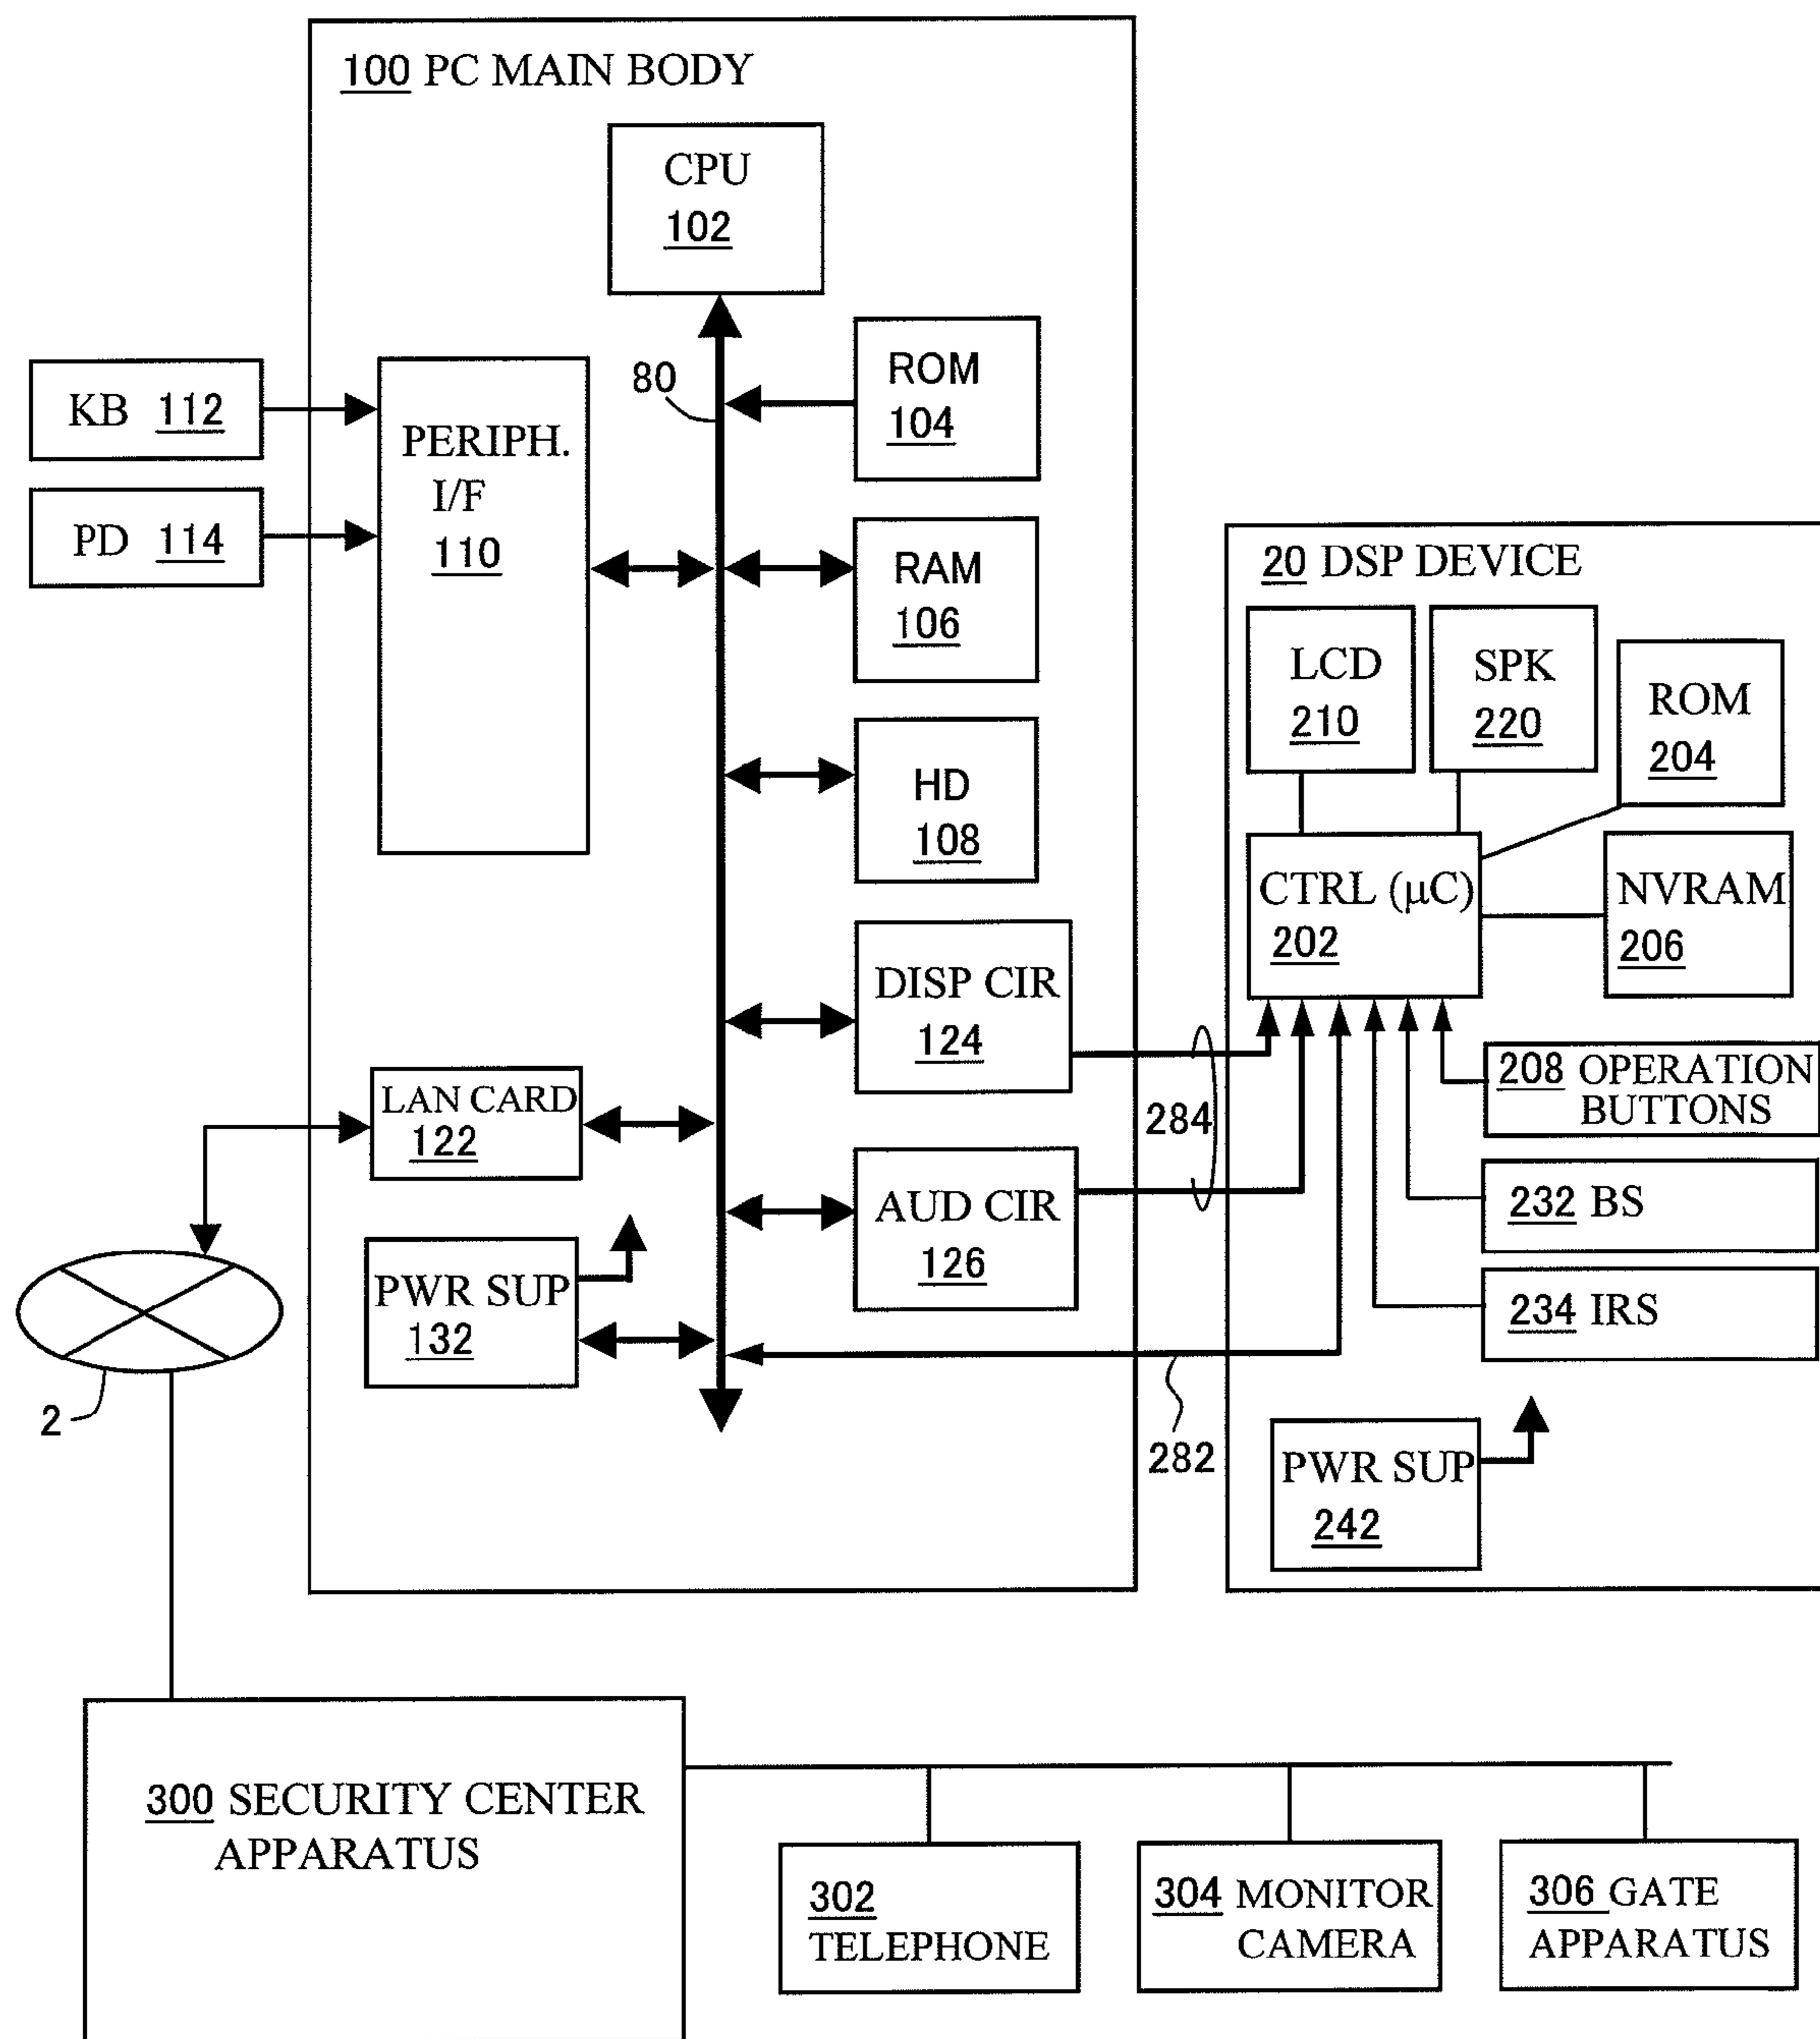 100 PC MAIN BODY
CPU
102
80
ROM
104
KB 112
PERIPH.
I/F
110
PD 114
RAM
106
HD
108
DISP CIR
124
LAN CARD
122
AUD CIR
126
PWR SUP
132
2
284
282
20 DSP DEVICE
LCD
210
SPK
220
ROM
204
CTRL (μC)
202
NVRAM
206
208 OPERATION
BUTTONS
232 BS
234 IRS
PWR SUP
242
300 SECURITY CENTER
APPARATUS
302
TELEPHONE
304 MONITOR
CAMERA
306 GATE
APPARATUS